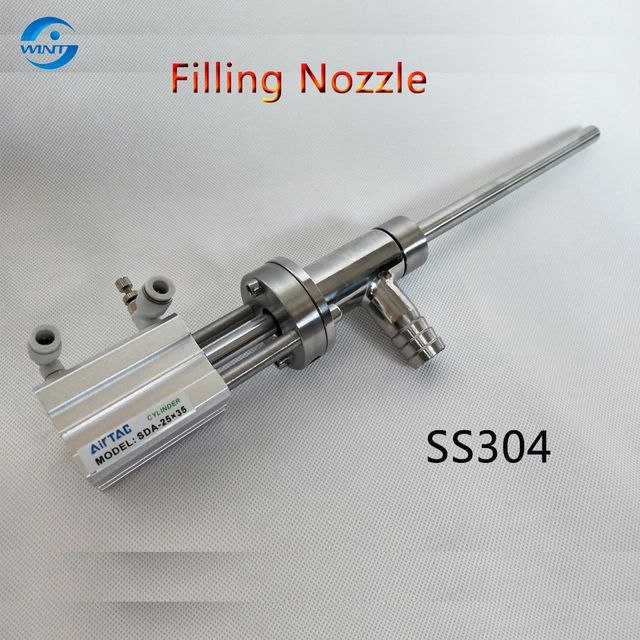 WINT
Filling Nozzle
AirTAC
CYLINDER
MODEL: SDA-25×35
SS304